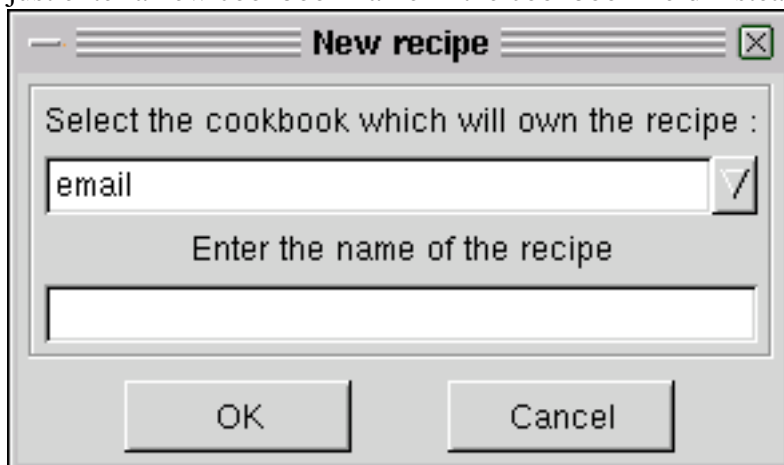 New recipe
Select the cookbook which will own the recipe :
email
Enter the name of the recipe
OK Cancel